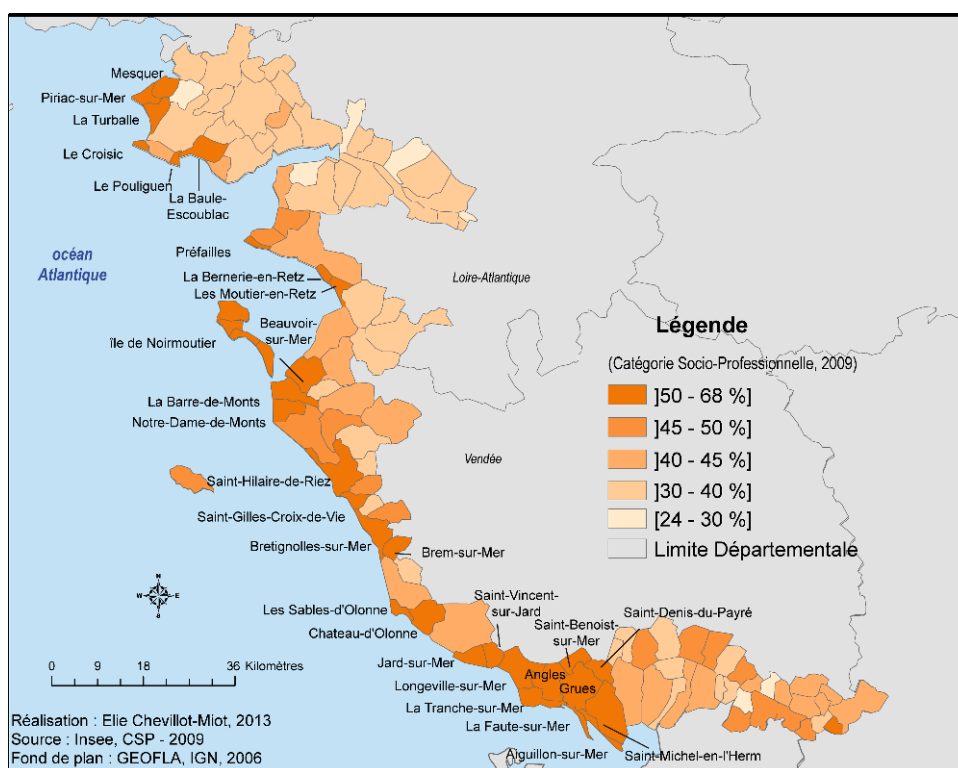 Mesquer
Piriac-sur-Mer
La Turballe
Le Croisic
Le Pouliguen
La Baule-
Escoublac
océan
Atlantique
Préfailles
La Bernerie-en-Retz
Les Moutier-en-Retz
Loire-Atlantique
Beauvoir-
sur-Mer
île de Noirmoutier
La Barre-de-Monts
Notre-Dame-de-Monts
Vendée
Saint-Hilaire-de-Riez
Saint-Gilles-Croix-de-Vie
Bretignolles-sur-Mer
Brem-sur-Mer
Légende
(Catégorie Socio-Professionnelle, 2009)
]50 - 68 %]
]45 - 50 %]
]40 - 45 %]
]30 - 40 %]
[24 - 30 %]
Limite Départementale
N
W
E
S
Les Sables-d'Olonne
Chateau-d'Olonne
Saint-Vincent-
sur-Jard
Saint-Benoist-
sur-Mer
Saint-Denis-du-Payré
Jard-sur-Mer
Angles
Longeville-sur-Mer
Grues
La Tranche-sur-Mer
La Faute-sur-Mer
Aiguillon-sur-Mer
Saint-Michel-en-l'Herm
0 9 18 36 Kilomètres
Réalisation : Elie Chevillot-Miot, 2013
Source : Insee, CSP - 2009
Fond de plan : GEOFLA, IGN, 2006